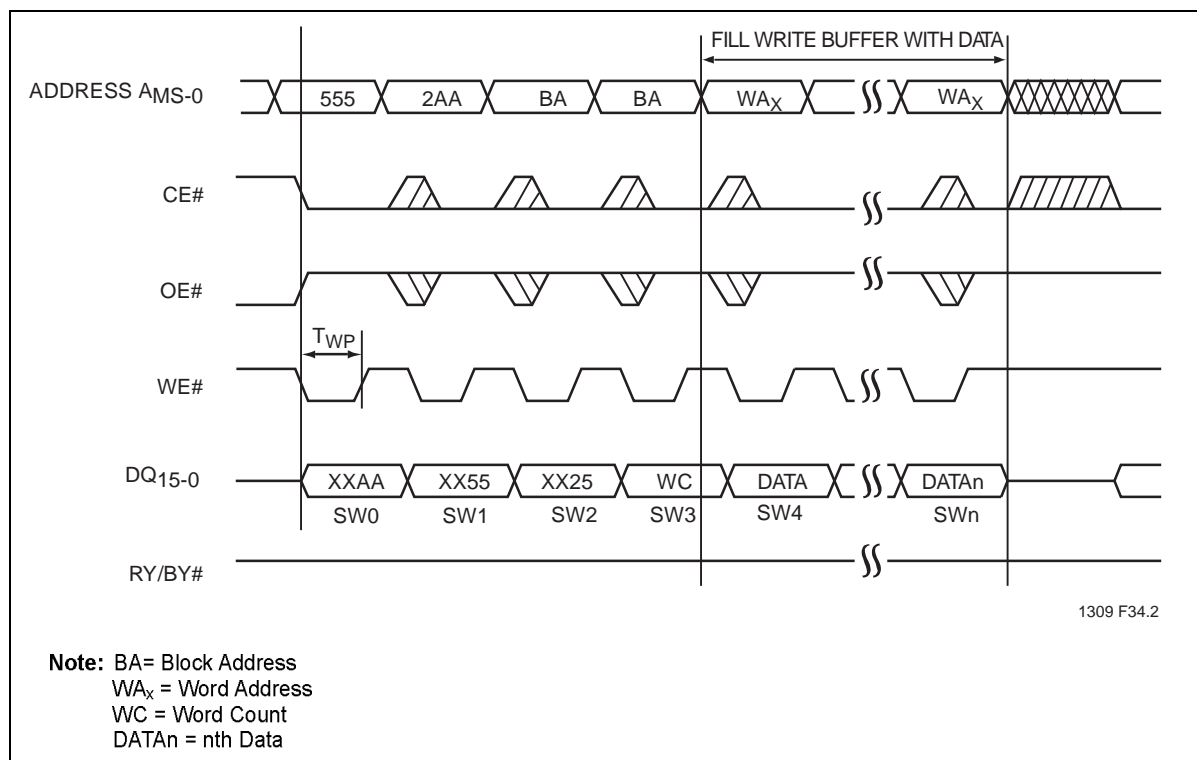 FILL WRITE BUFFER WITH DATA
ADDRESS AMS-0 555 2AA BA BA WAX WAX
CE#
OE#
TWP
WE#
DQ15-0 XXAA XX55 XX25 WC DATA DATAn
SW0 SW1 SW2 SW3 SW4 SWn
RY/BY#
1309 F34.2
Note: BA= Block Address
WAx = Word Address
WC = Word Count
DATAn = nth Data